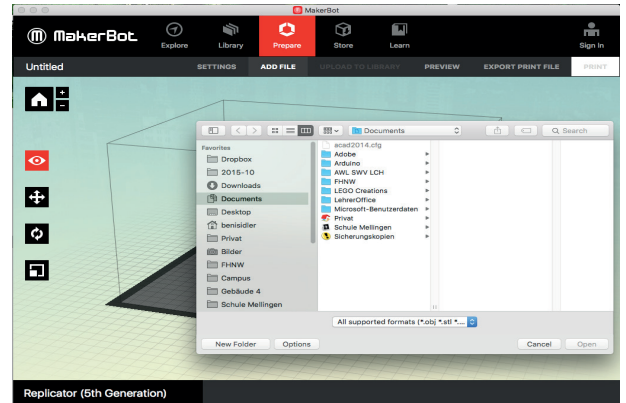 MakerBot
MakerBot
Explore
Library
Prepare
Store
Learn
Sign In
Untitled
SETTINGS
ADD FILE
UPLOAD TO LIBRARY
PREVIEW
EXPORT PRINT FILE
PRINT
+
-
Documents
Search
Favorites
Dropbox
2015-10
Downloads
Documents
Desktop
benisidler
Privat
Bilder
FHNW
Campus
Gebäude 4
Schule Mellingen
acad2014.cfg
Adobe
Arduino
AWL SWV LCH
FHNW
LEGO Creations
LehrerOffice
Microsoft-Benutzerdaten
Privat
Schule Mellingen
Sicherungskopien
All supported formats (*.obj *.stl *....
New Folder
Options
Cancel
Open
Replicator (5th Generation)